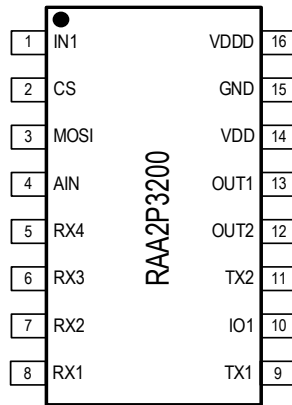 1 IN1 VDDD 16
2 CS GND 15
3 MOSI VDD 14
4 AIN OUT1 13
5 RX4 OUT2 12
6 RX3 TX2 11
7 RX2 IO1 10
8 RX1 TX1 9
RAA2P3200